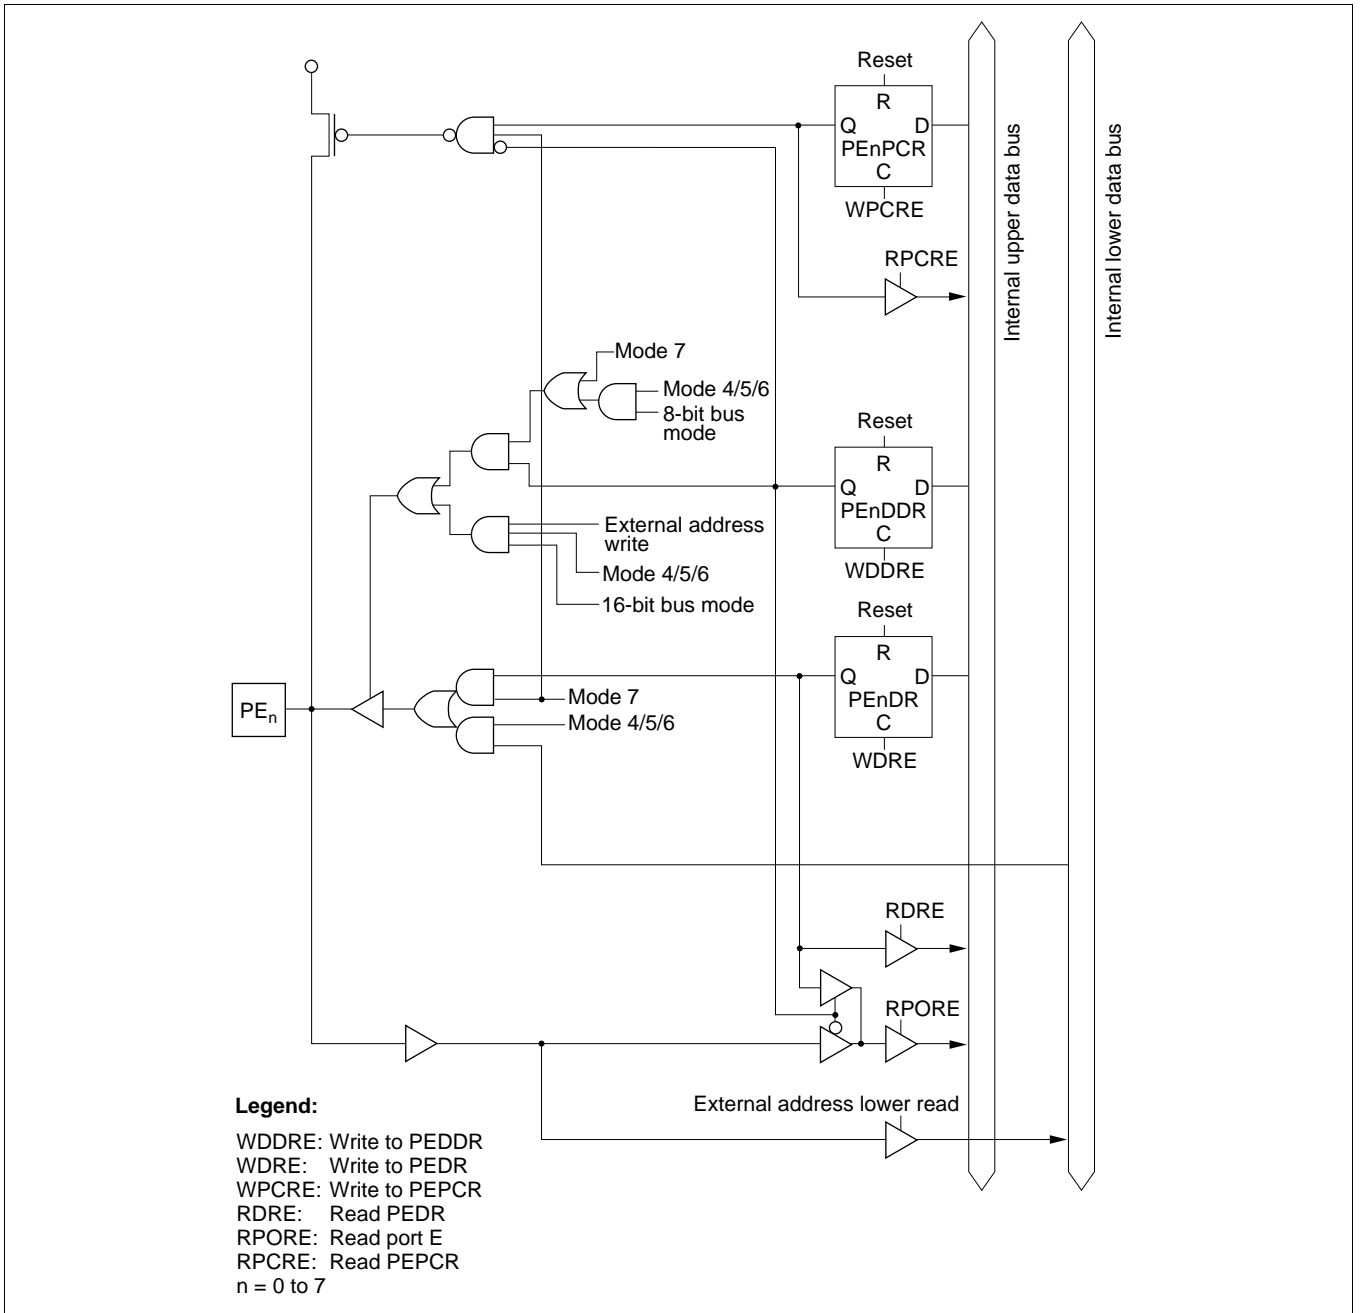 Reset
R
Q D
PEnPCR
C
WPCRE
Internal upper data bus
Internal lower data bus
RPCRE
Mode 7
Mode 4/5/6
8-bit bus
mode
Reset
R
Q D
PEnDDR
C
WDDRE
External address
write
Mode 4/5/6
16-bit bus mode
Reset
R
Q D
PEnDR
C
WDRE
PEn
Mode 7
Mode 4/5/6
RDRE
RPORE
External address lower read
Legend:
WDDRE: Write to PEDDR
WDRE: Write to PEDR
WPCRE: Write to PEPCR
RDRE: Read PEDR
RPORE: Read port E
RPCRE: Read PEPCR
n = 0 to 7